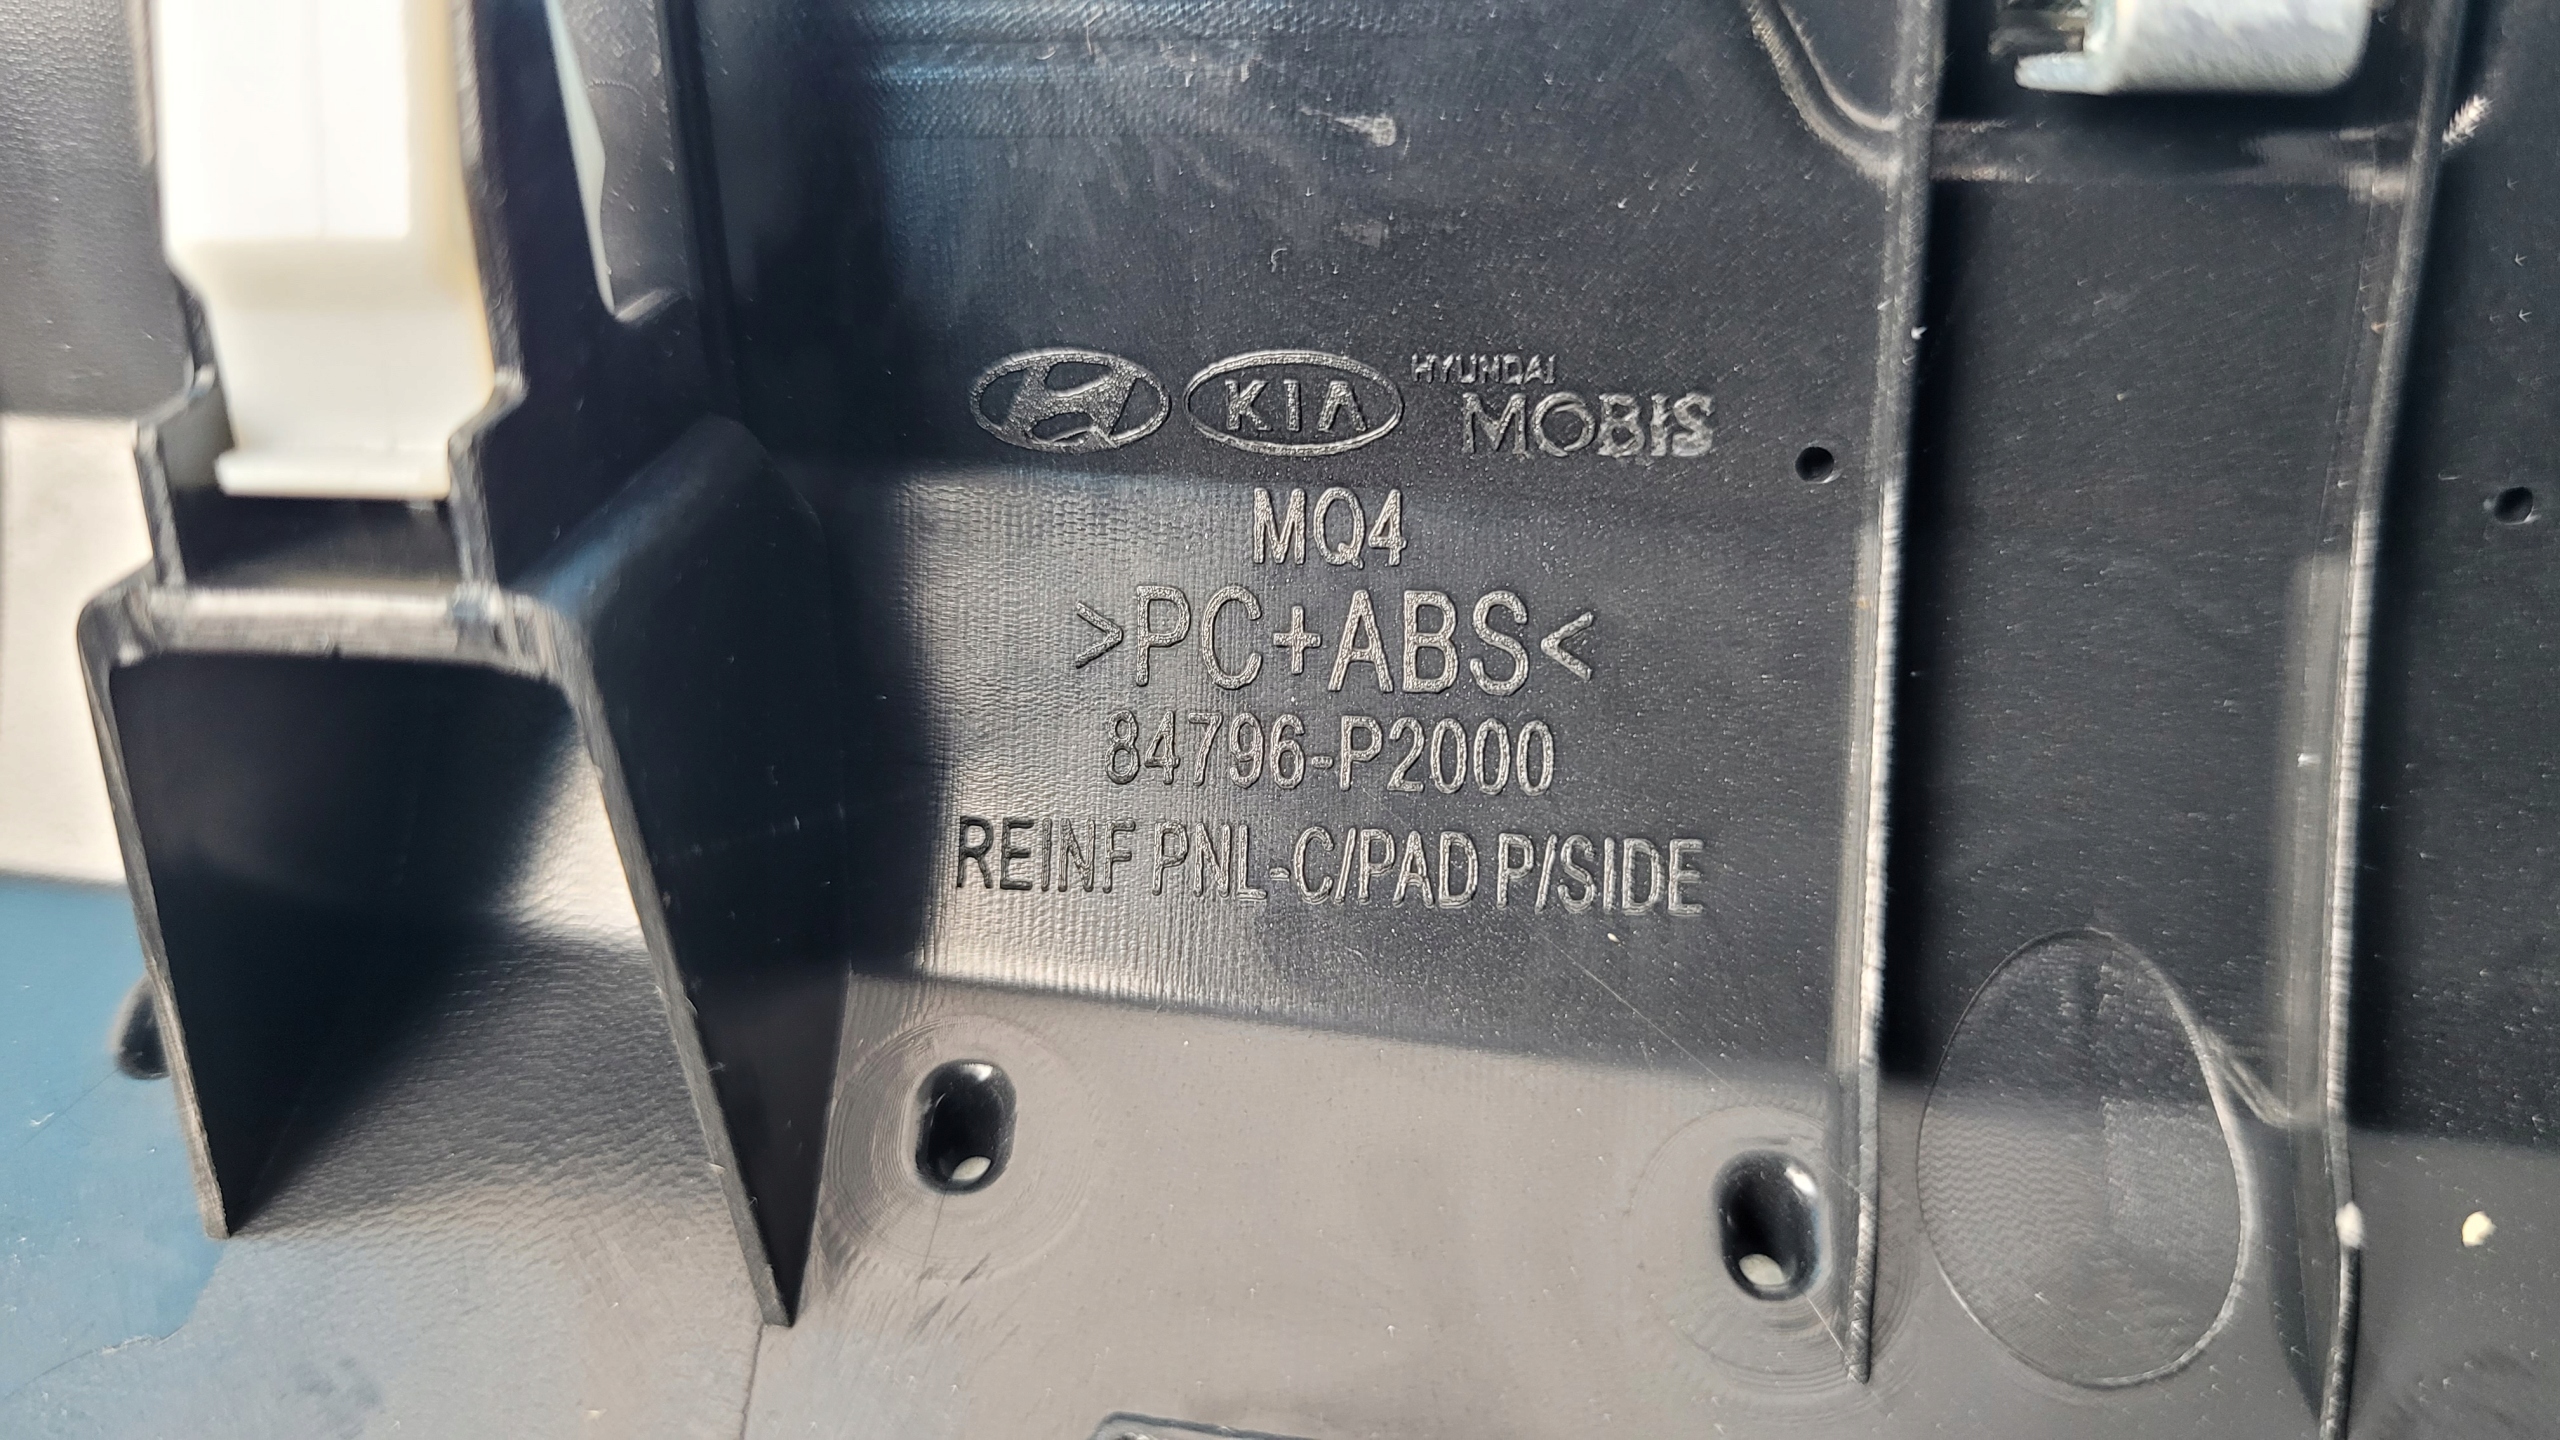 KIA HYUNDAI
MOBIS
MQ4
>PC+ABS<
84796-P2000
REINF PNL-C/PAD P/SIDE